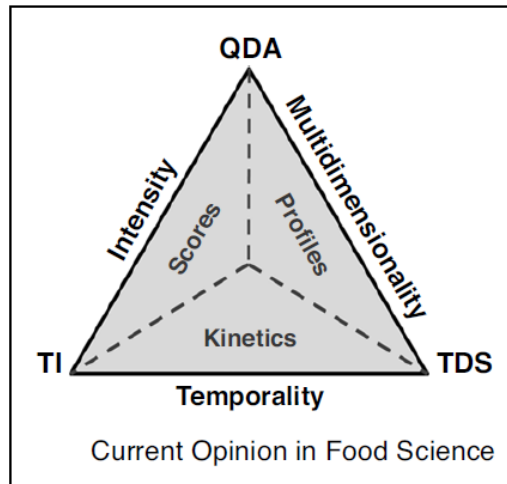 QDA
Intensity
Multidimensionality
Scores
Profiles
Kinetics
TI
TDS
Temporality
Current Opinion in Food Science